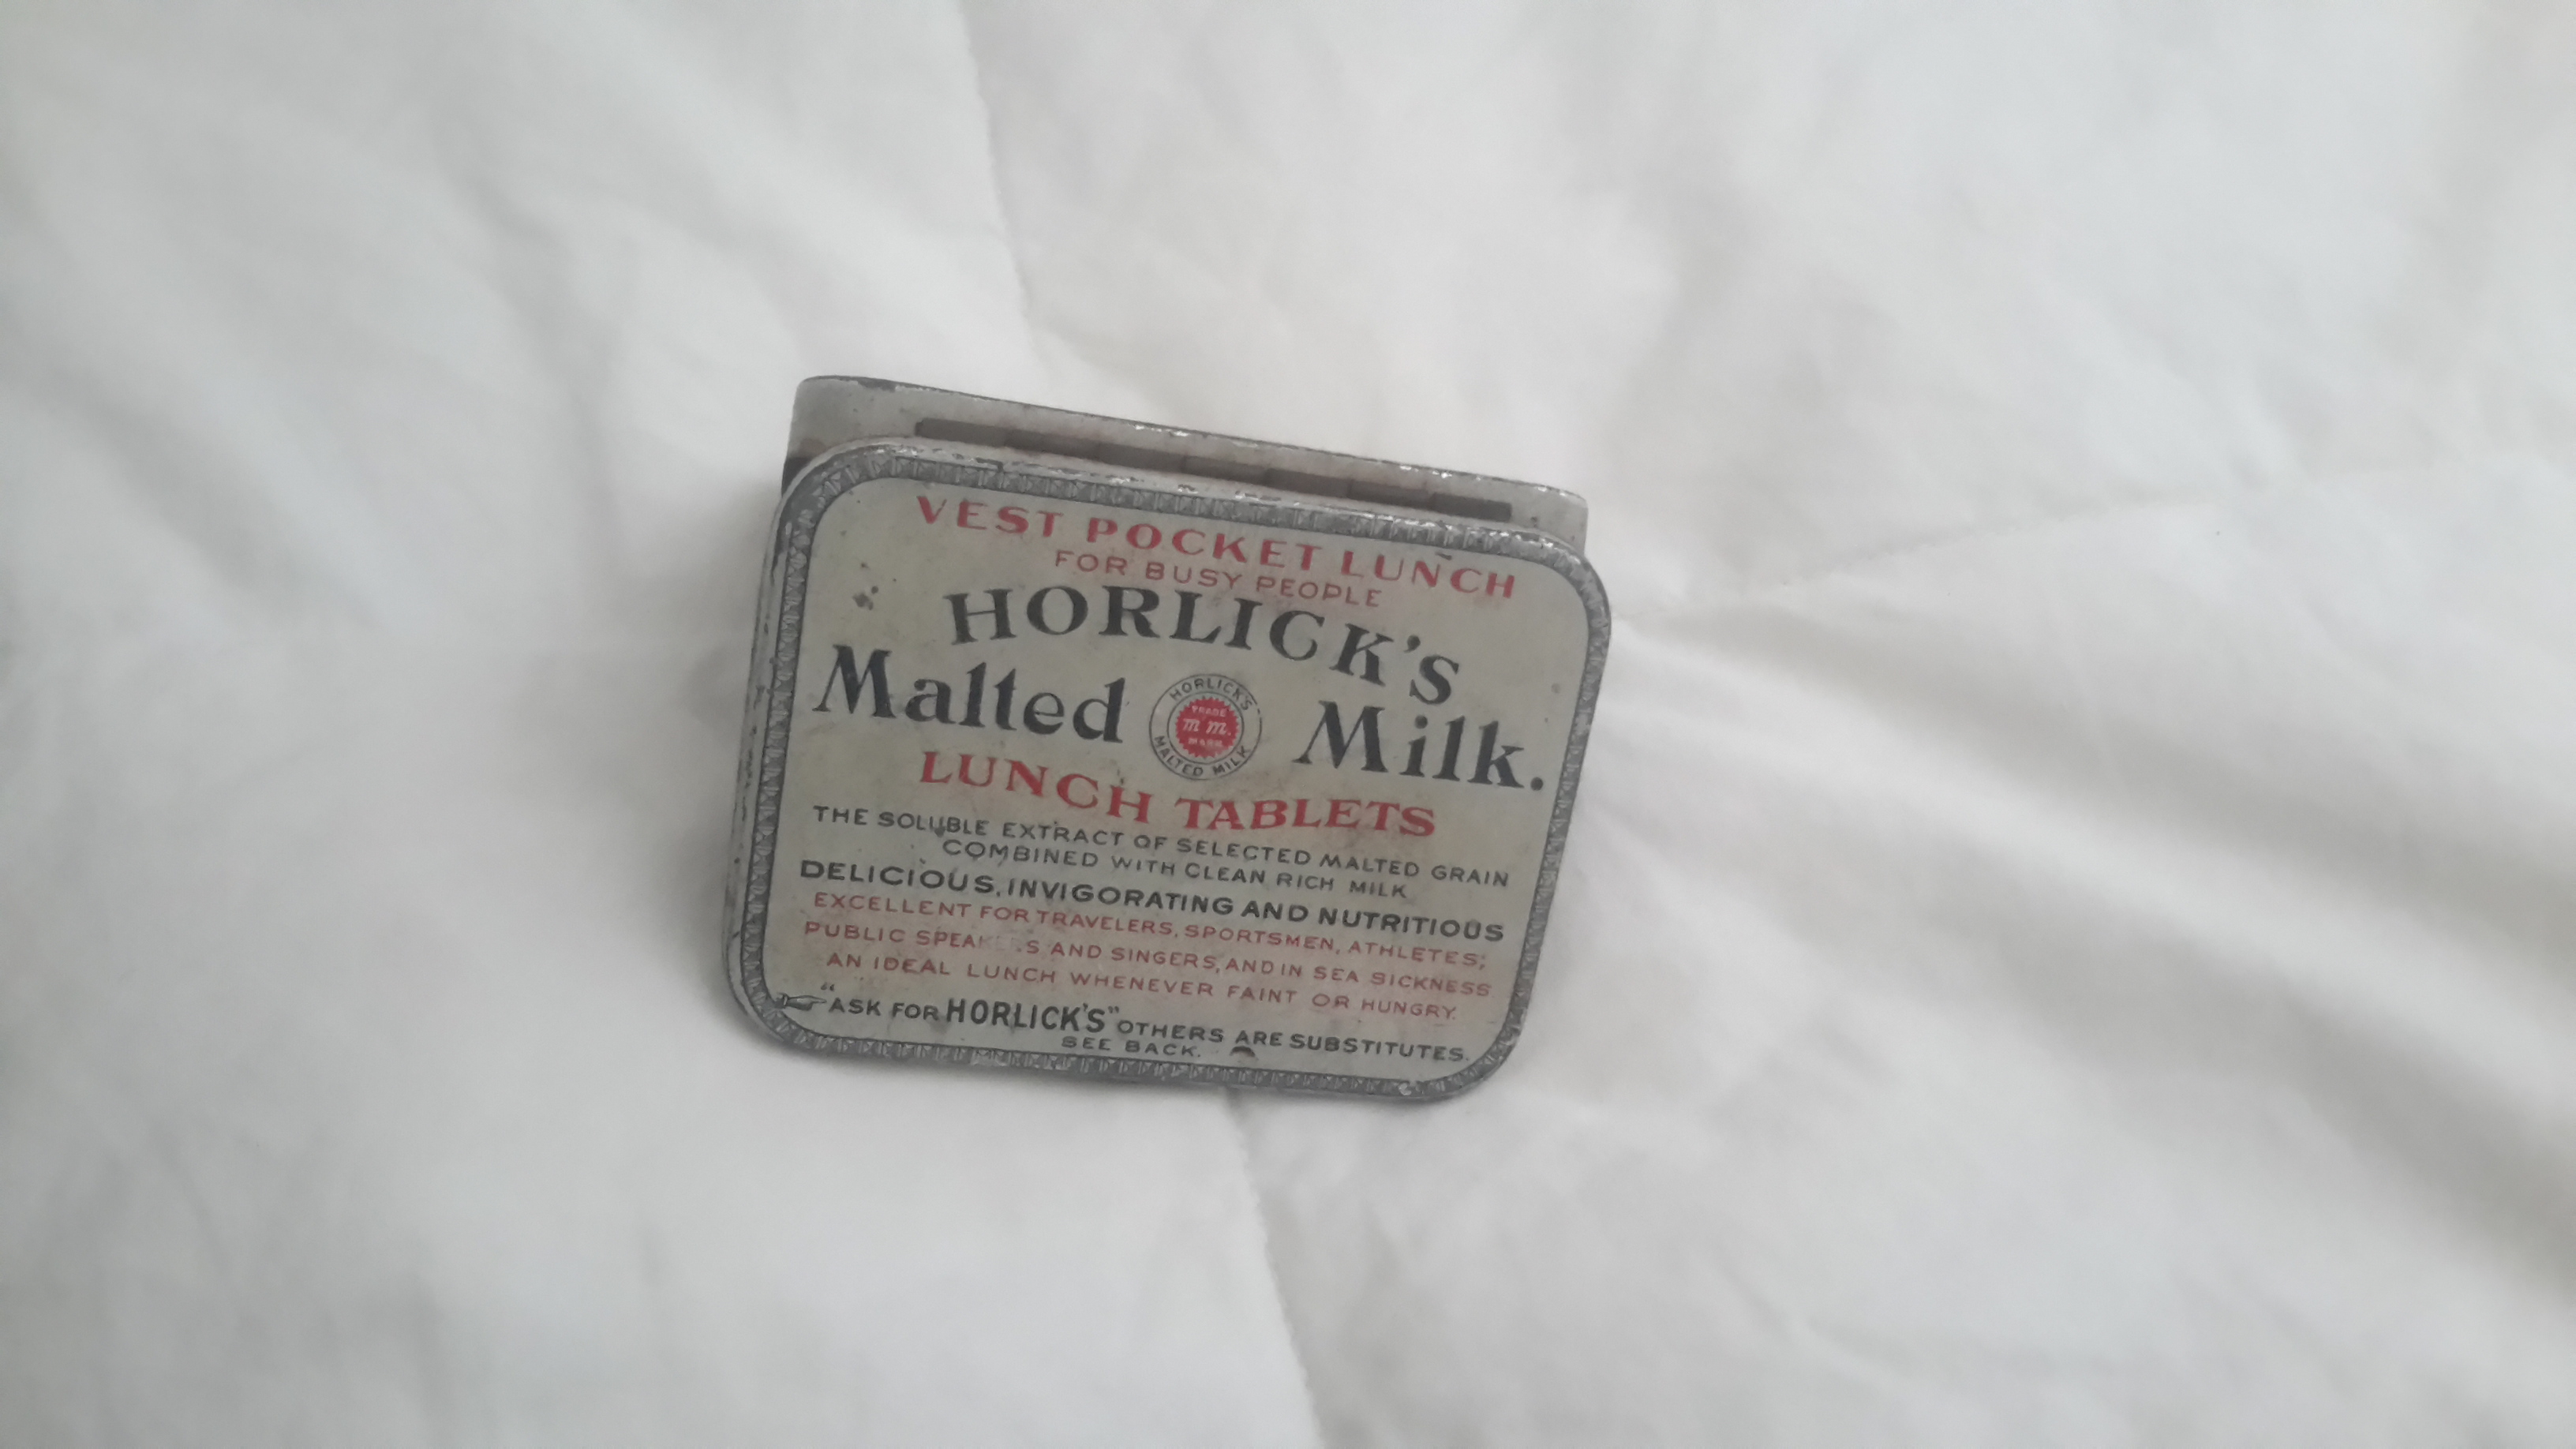 VEST POCKET LUNCH
FOR BUSY PEOPLE
HORLICK'S
Malted Milk.
HORLICK'S
TRADE
m.m.
MARK
MALTED MILK
LUNCH TABLETS
THE SOLUBLE EXTRACT OF SELECTED MALTED GRAIN
COMBINED WITH CLEAN RICH MILK
DELICIOUS, INVIGORATING AND NUTRITIOUS
EXCELLENT FOR TRAVELERS, SPORTSMEN, ATHLETES;
PUBLIC AND SINGERS, AND IN SEA SICKNESS
AN IDEAL LUNCH WHENEVER FAINT OR HUNGRY.
"ASK FOR HORLICK'S" OTHERS ARE SUBSTITUTES.
SEE BACK.